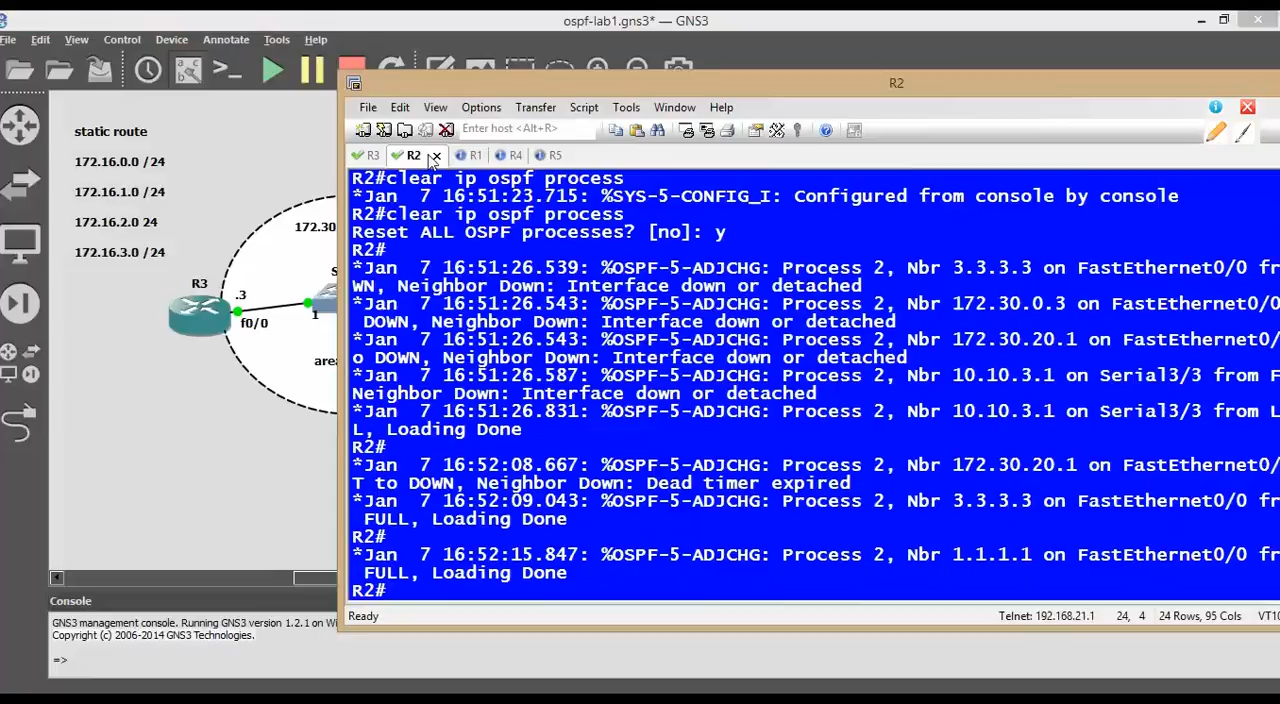 ospf-lab1.gns3* — GNS3
File Edit View Control Device Annotate Tools Help
static route
172.16.0.0 /24
172.16.1.0 /24
172.16.2.0 24
172.16.3.0 /24
172.30
R3
.3
f0/0
1
S
area
Console
GNS3 management console. Running GNS3 version 1.2.1 on Wi
Copyright (c) 2006-2014 GNS3 Technologies.
=>
R2
File Edit View Options Transfer Script Tools Window Help
Enter host <Alt+R>
R3 R2 R1 R4 R5
R2#clear ip ospf process
*Jan  7 16:51:23.715: %SYS-5-CONFIG_I: Configured from console by console
R2#clear ip ospf process
Reset ALL OSPF processes? [no]: y
R2#
*Jan  7 16:51:26.539: %OSPF-5-ADJCHG: Process 2, Nbr 3.3.3.3 on FastEthernet0/0 f
WN, Neighbor Down: Interface down or detached
*Jan  7 16:51:26.543: %OSPF-5-ADJCHG: Process 2, Nbr 172.30.0.3 on FastEthernet0/
 DOWN, Neighbor Down: Interface down or detached
*Jan  7 16:51:26.543: %OSPF-5-ADJCHG: Process 2, Nbr 172.30.20.1 on FastEthernet0/
o DOWN, Neighbor Down: Interface down or detached
*Jan  7 16:51:26.587: %OSPF-5-ADJCHG: Process 2, Nbr 10.10.3.1 on Serial3/3 from F
Neighbor Down: Interface down or detached
*Jan  7 16:51:26.831: %OSPF-5-ADJCHG: Process 2, Nbr 10.10.3.1 on Serial3/3 from L
L, Loading Done
R2#
*Jan  7 16:52:08.667: %OSPF-5-ADJCHG: Process 2, Nbr 172.30.20.1 on FastEthernet0/
T to DOWN, Neighbor Down: Dead timer expired
*Jan  7 16:52:09.043: %OSPF-5-ADJCHG: Process 2, Nbr 3.3.3.3 on FastEthernet0/0 fr
 FULL, Loading Done
R2#
*Jan  7 16:52:15.847: %OSPF-5-ADJCHG: Process 2, Nbr 1.1.1.1 on FastEthernet0/0 fr
 FULL, Loading Done
R2#
Ready
Telnet: 192.168.21.1 24, 4 24 Rows, 95 Cols VT10